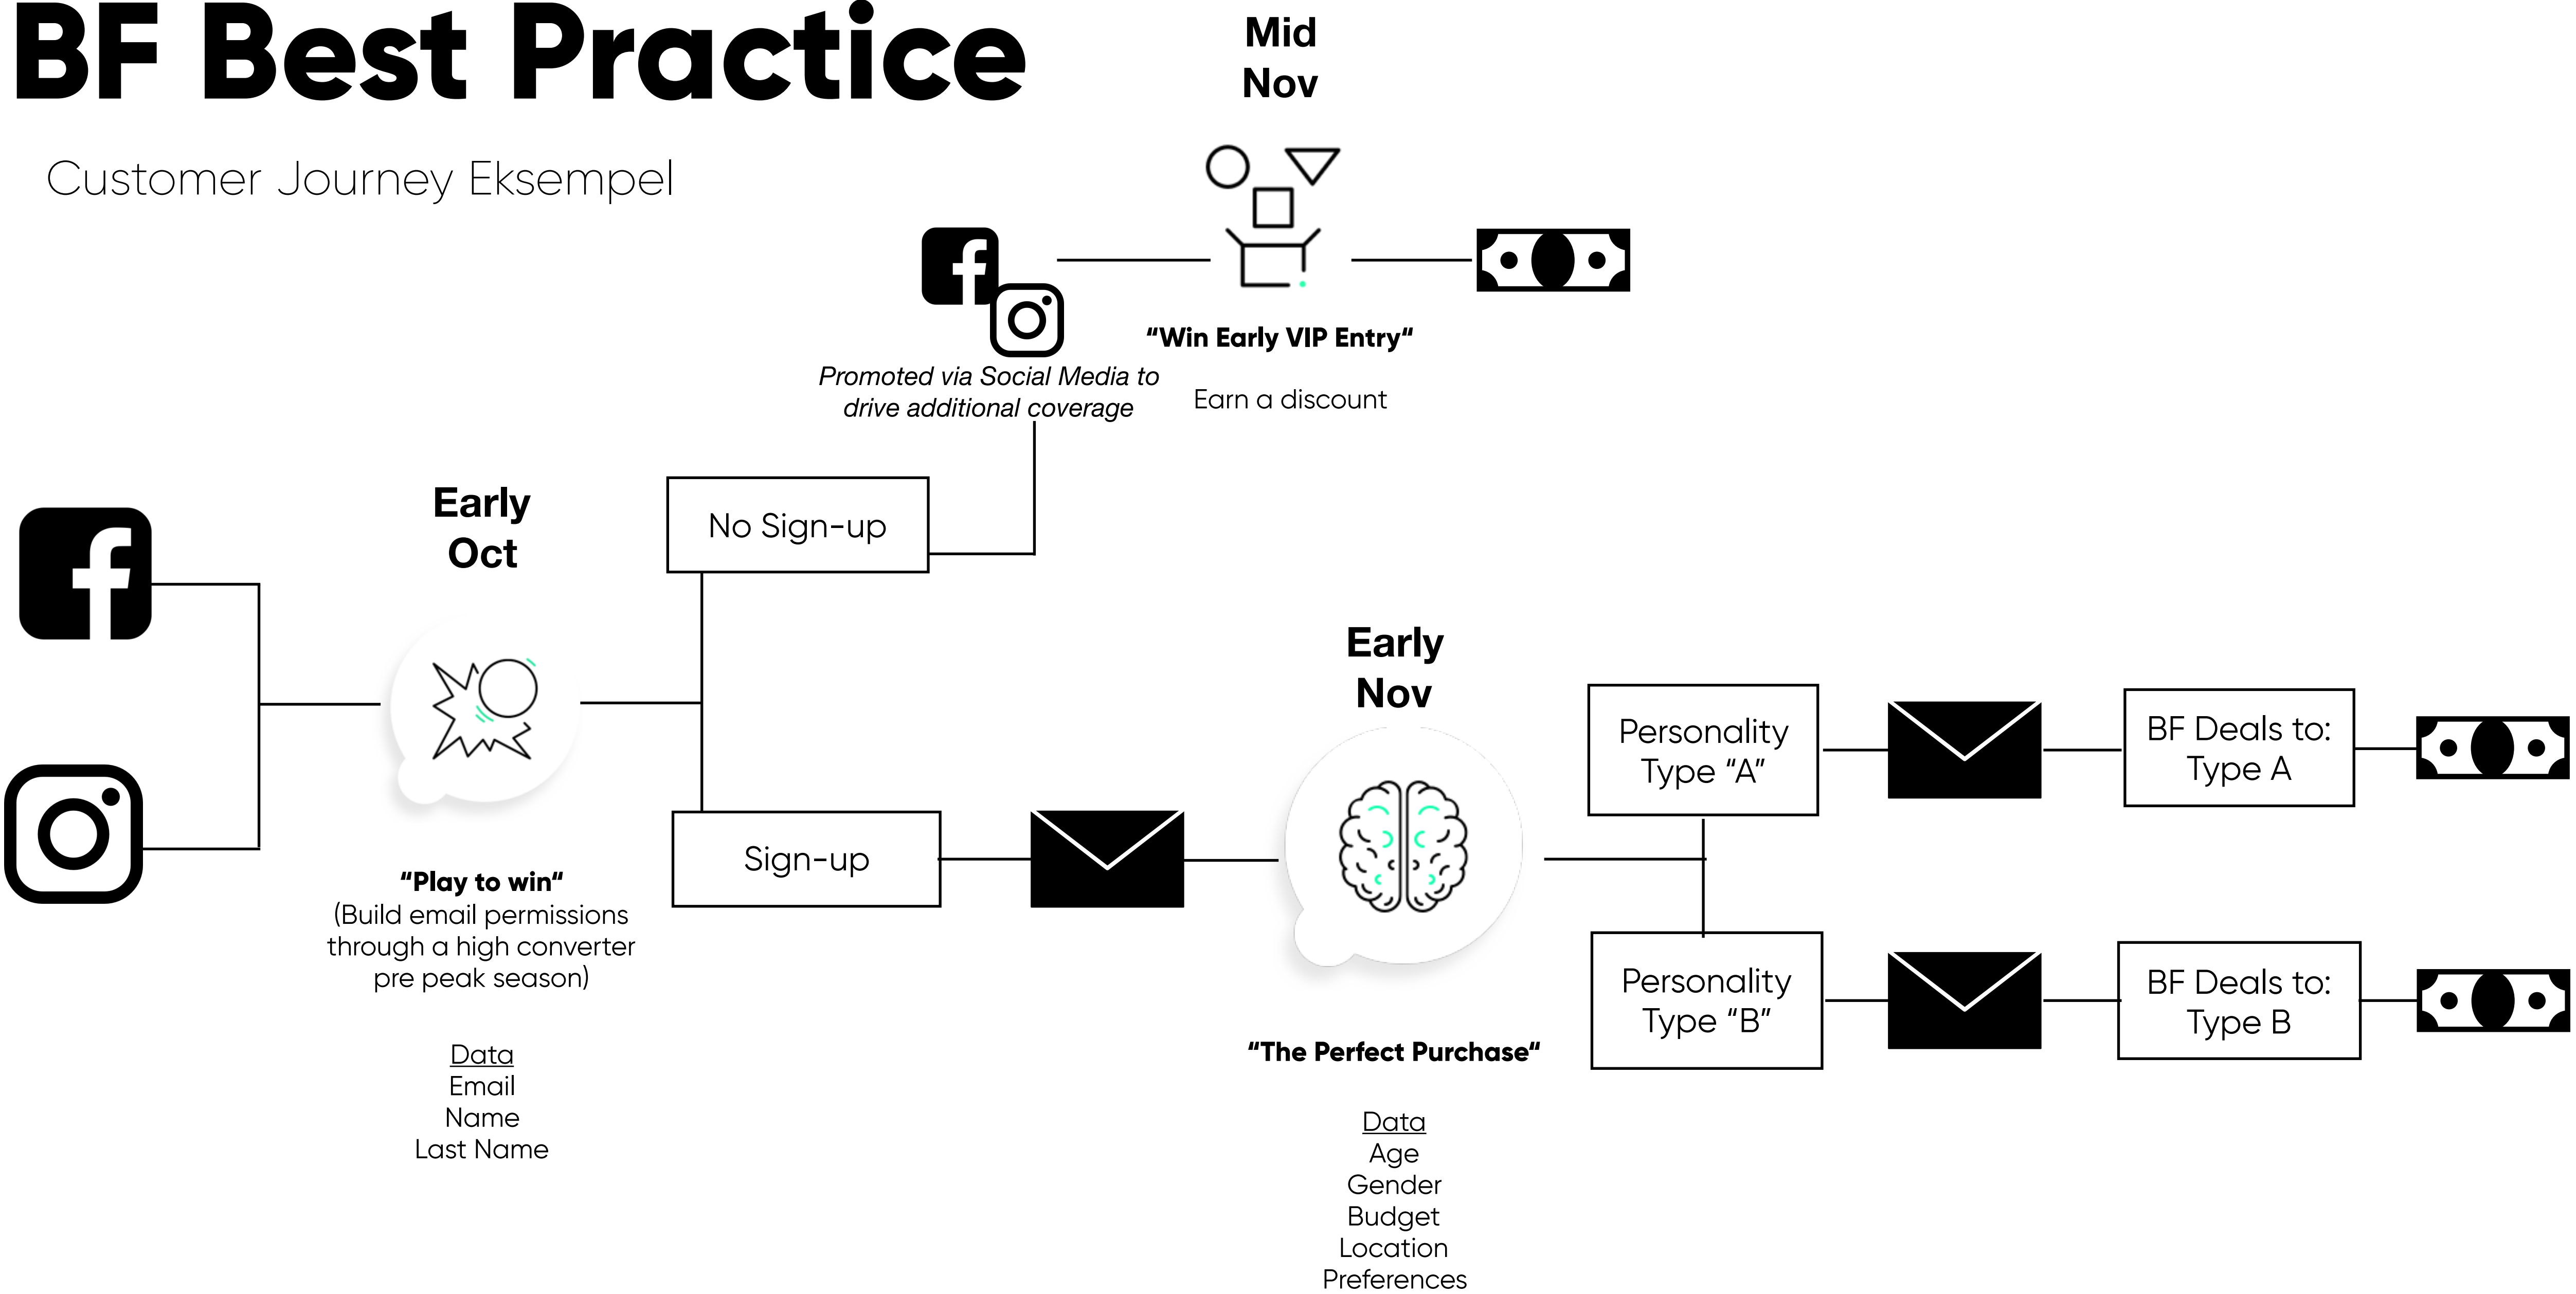 BF Best Practice
Customer Journey Eksempel
Mid
Nov
“Win Early VIP Entry“
Earn a discount
Promoted via Social Media to
drive additional coverage
Early
Oct
“Play to win“
(Build email permissions
through a high converter
pre peak season)
Data
Email
Name
Last Name
No Sign-up
Sign-up
Early
Nov
“The Perfect Purchase“
Data
Age
Gender
Budget
Location
Preferences
Personality
Type “A”
BF Deals to:
Type A
Personality
Type “B”
BF Deals to:
Type B